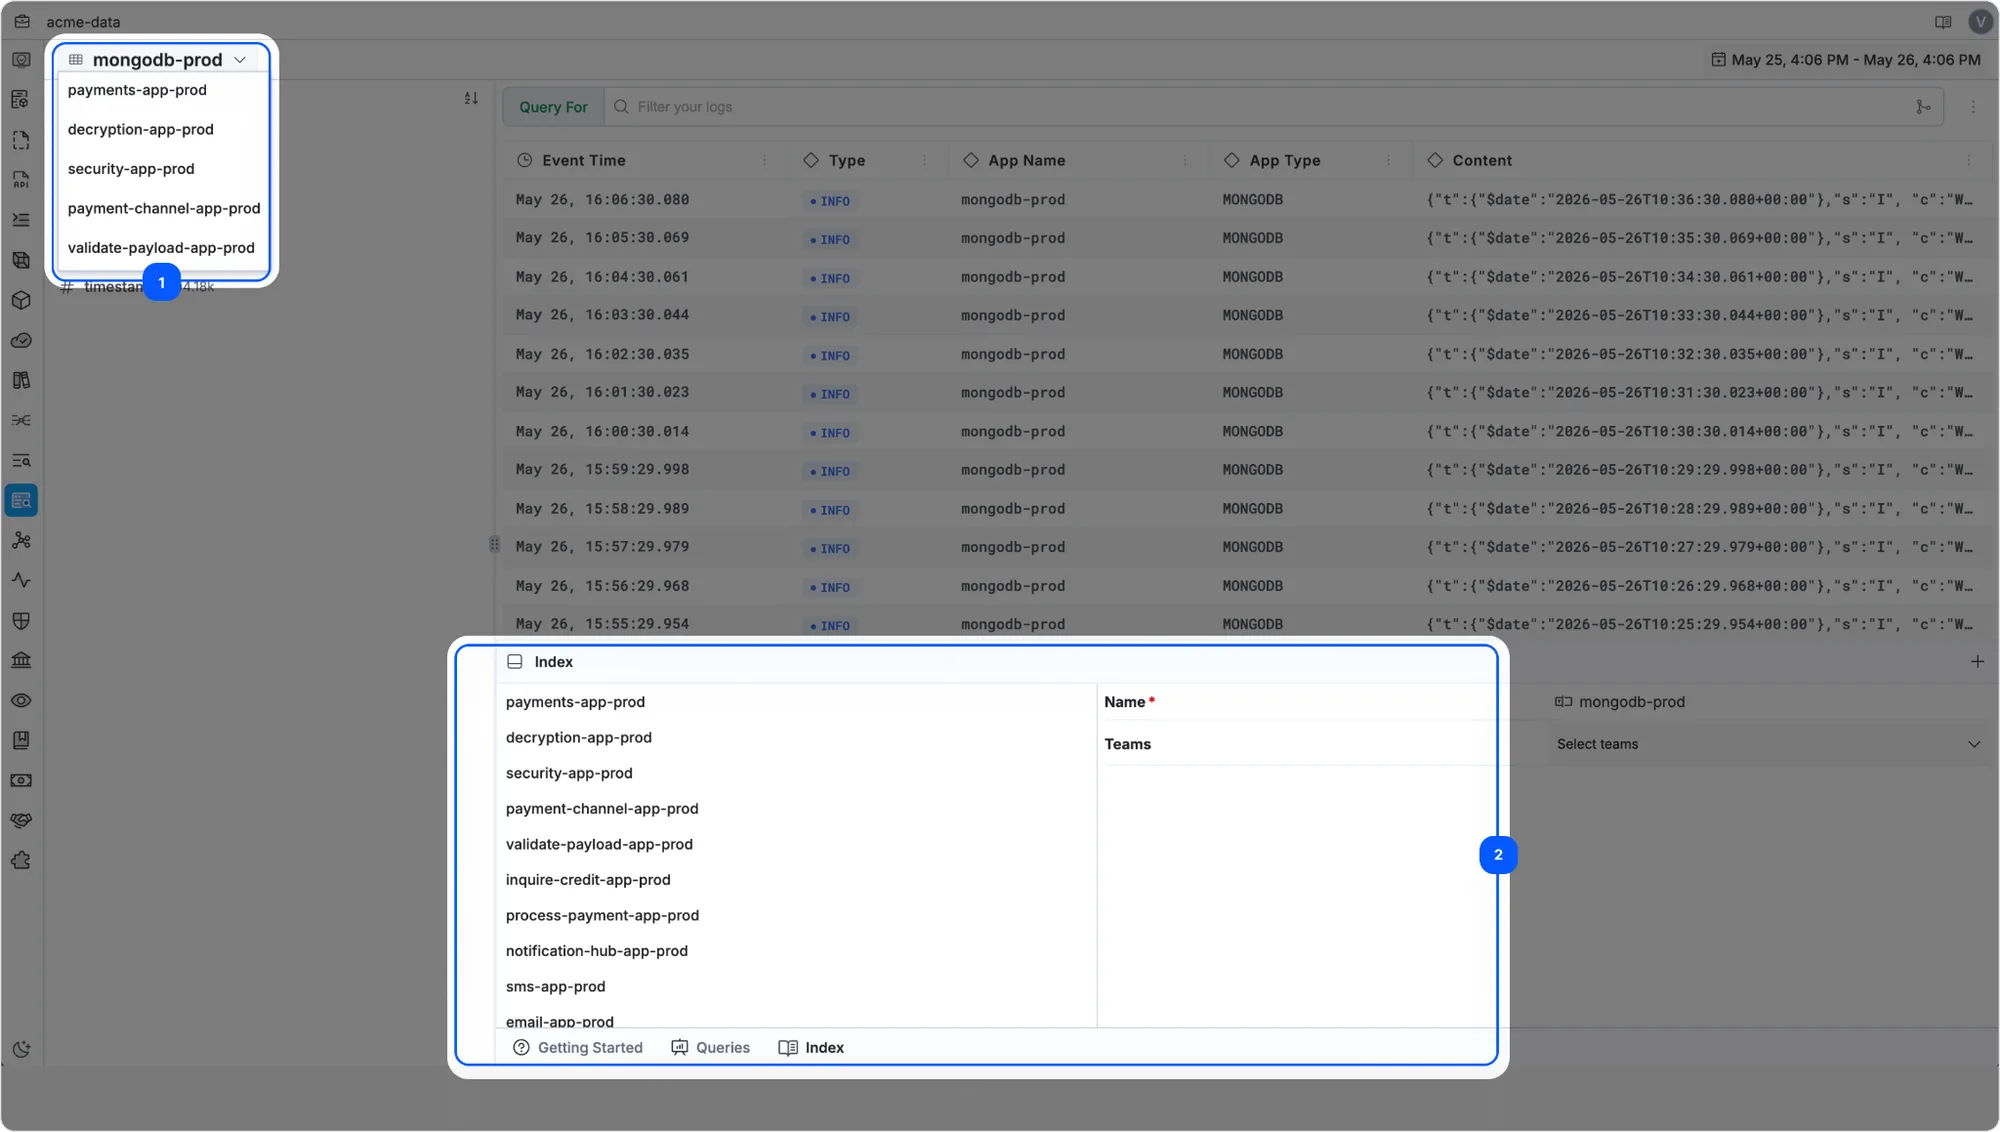 acme-data
V
mongodb-prod
May 25, 4:06 PM - May 26, 4:06 PM
payments-app-prod
decryption-app-prod
security-app-prod
payment-channel-app-prod
validate-payload-app-prod
1
# timestan 4.18k
Query For
Filter your logs
Event Time Type App Name App Type Content
May 26, 16:06:30.080 INFO mongodb-prod MONGODB {"t":{"$date":"2026-05-26T10:36:30.080+00:00"},"s":"I", "c":"W…
May 26, 16:05:30.069 INFO mongodb-prod MONGODB {"t":{"$date":"2026-05-26T10:35:30.069+00:00"},"s":"I", "c":"W…
May 26, 16:04:30.061 INFO mongodb-prod MONGODB {"t":{"$date":"2026-05-26T10:34:30.061+00:00"},"s":"I", "c":"W…
May 26, 16:03:30.044 INFO mongodb-prod MONGODB {"t":{"$date":"2026-05-26T10:33:30.044+00:00"},"s":"I", "c":"W…
May 26, 16:02:30.035 INFO mongodb-prod MONGODB {"t":{"$date":"2026-05-26T10:32:30.035+00:00"},"s":"I", "c":"W…
May 26, 16:01:30.023 INFO mongodb-prod MONGODB {"t":{"$date":"2026-05-26T10:31:30.023+00:00"},"s":"I", "c":"W…
May 26, 16:00:30.014 INFO mongodb-prod MONGODB {"t":{"$date":"2026-05-26T10:30:30.014+00:00"},"s":"I", "c":"W…
May 26, 15:59:29.998 INFO mongodb-prod MONGODB {"t":{"$date":"2026-05-26T10:29:29.998+00:00"},"s":"I", "c":"W…
May 26, 15:58:29.989 INFO mongodb-prod MONGODB {"t":{"$date":"2026-05-26T10:28:29.989+00:00"},"s":"I", "c":"W…
May 26, 15:57:29.979 INFO mongodb-prod MONGODB {"t":{"$date":"2026-05-26T10:27:29.979+00:00"},"s":"I", "c":"W…
May 26, 15:56:29.968 INFO mongodb-prod MONGODB {"t":{"$date":"2026-05-26T10:26:29.968+00:00"},"s":"I", "c":"W…
May 26, 15:55:29.954 INFO mongodb-prod MONGODB {"t":{"$date":"2026-05-26T10:25:29.954+00:00"},"s":"I", "c":"W…
Index
payments-app-prod
decryption-app-prod
security-app-prod
payment-channel-app-prod
validate-payload-app-prod
inquire-credit-app-prod
process-payment-app-prod
notification-hub-app-prod
sms-app-prod
email-app-prod
Name* mongodb-prod
Teams Select teams
2
Getting Started Queries Index